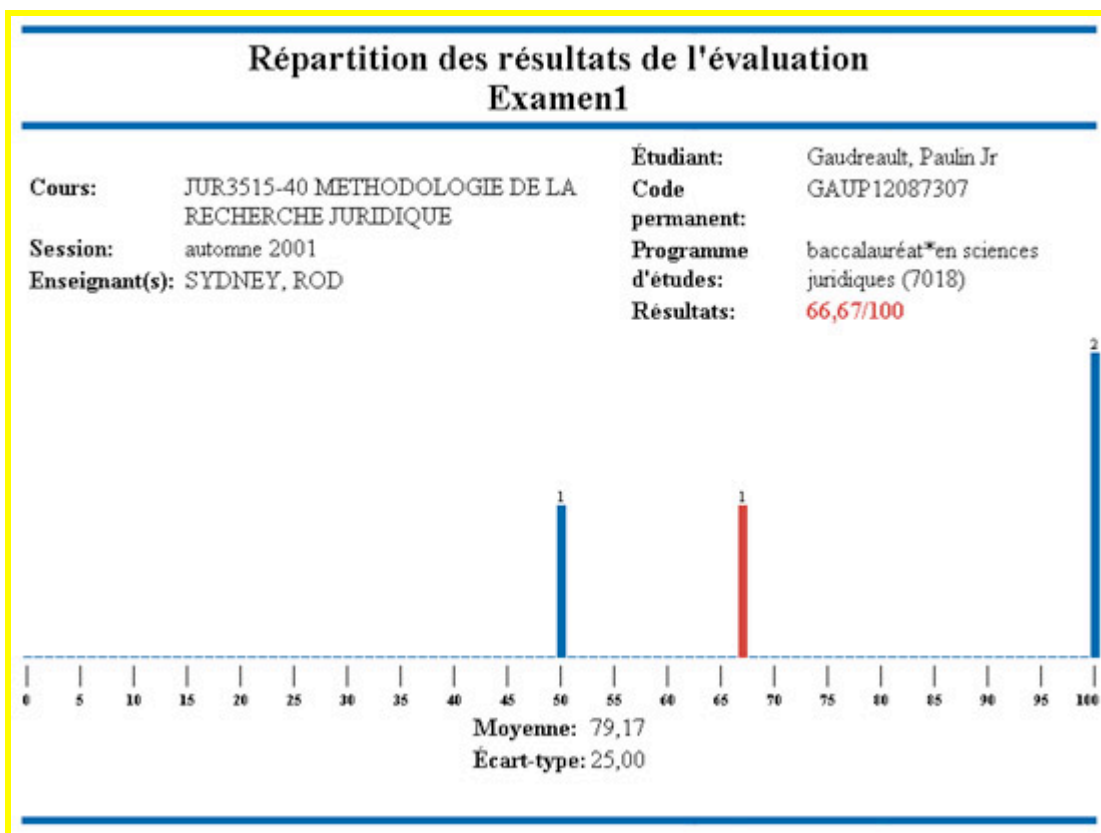 Répartition des résultats de l'évaluation
Examen1
Cours: JUR3515-40 METHODOLOGIE DE LA
RECHERCHE JURIDIQUE
Session: automne 2001
Enseignant(s): SYDNEY, ROD
Étudiant: Gaudreault, Paulin Jr
Code GAUP12087307
permanent:
Programme baccalauréat*en sciences
d'études: juridiques (7018)
Résultats: 66,67/100
2
1 1
0 5 10 15 20 25 30 35 40 45 50 55 60 65 70 75 80 85 90 95 100
Moyenne: 79,17
Écart-type: 25,00